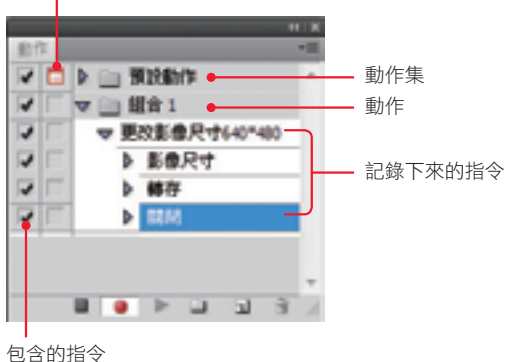 動作
預設動作
動作集
組合 1
動作
更改影像尺寸640*480
影像尺寸
記錄下來的指令
轉存
關閉
包含的指令